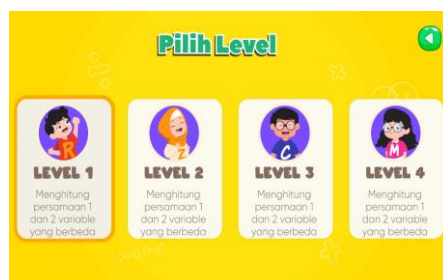 Pilih Level
R
LEVEL 1
Menghitung
persamaan 1
dan 2 variable
yang berbeda
Z
LEVEL 2
Menghitung
persamaan 1
dan 2 variable
yang berbeda
C
LEVEL 3
Menghitung
persamaan 1
dan 2 variable
yang berbeda
M
LEVEL 4
Menghitung
persamaan 1
dan 2 variable
yang berbeda